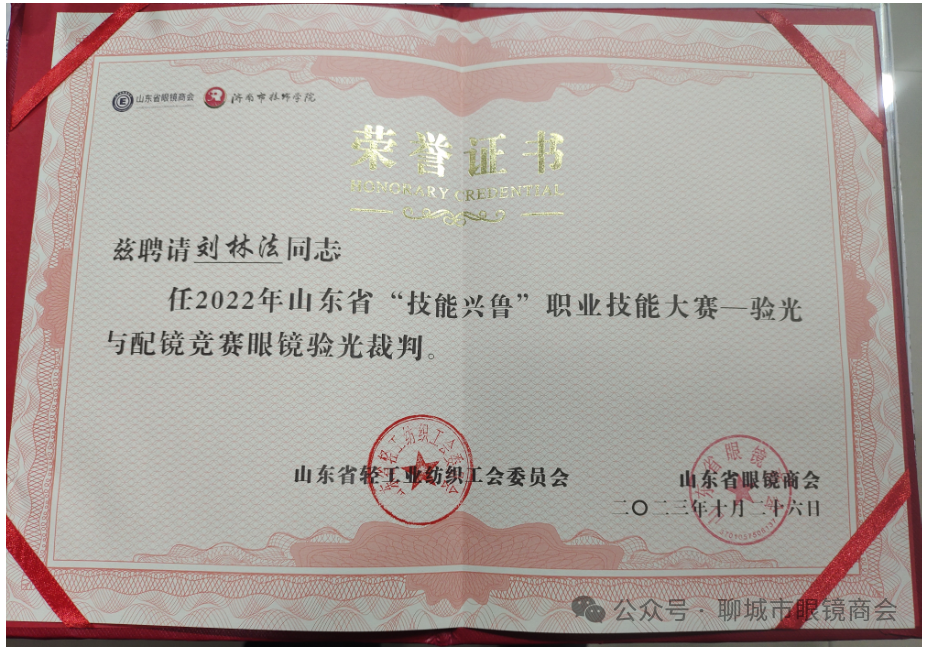 山东省眼镜商会 济南市技师学院
荣誉证书
HONORARY CREDENTIAL
兹聘请刘林法同志
任2022年山东省“技能兴鲁”职业技能大赛—验光
与配镜竞赛眼镜验光裁判。
山东省轻工业纺织工会委员会
山东省眼镜商会
二〇二三年十月二十六日
公众号 · 聊城市眼镜商会